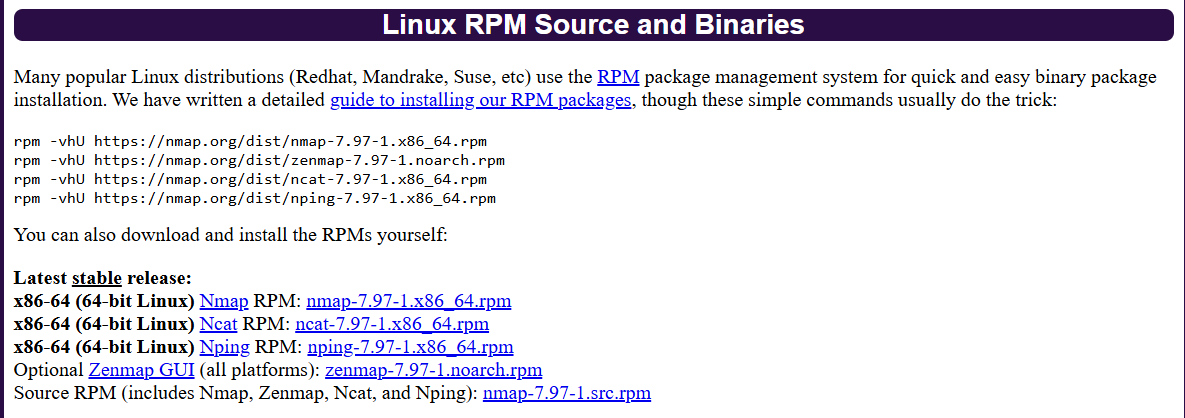 Linux RPM Source and Binaries
Many popular Linux distributions (Redhat, Mandrake, Suse, etc) use the RPM package management system for quick and easy binary package
installation. We have written a detailed guide to installing our RPM packages, though these simple commands usually do the trick:
rpm -vhU https://nmap.org/dist/nmap-7.97-1.x86_64.rpm
rpm -vhU https://nmap.org/dist/zenmap-7.97-1.noarch.rpm
rpm -vhU https://nmap.org/dist/ncat-7.97-1.x86_64.rpm
rpm -vhU https://nmap.org/dist/nping-7.97-1.x86_64.rpm
You can also download and install the RPMs yourself:
Latest stable release:
x86-64 (64-bit Linux) Nmap RPM: nmap-7.97-1.x86_64.rpm
x86-64 (64-bit Linux) Ncat RPM: ncat-7.97-1.x86_64.rpm
x86-64 (64-bit Linux) Nping RPM: nping-7.97-1.x86_64.rpm
Optional Zenmap GUI (all platforms): zenmap-7.97-1.noarch.rpm
Source RPM (includes Nmap, Zenmap, Ncat, and Nping): nmap-7.97-1.src.rpm